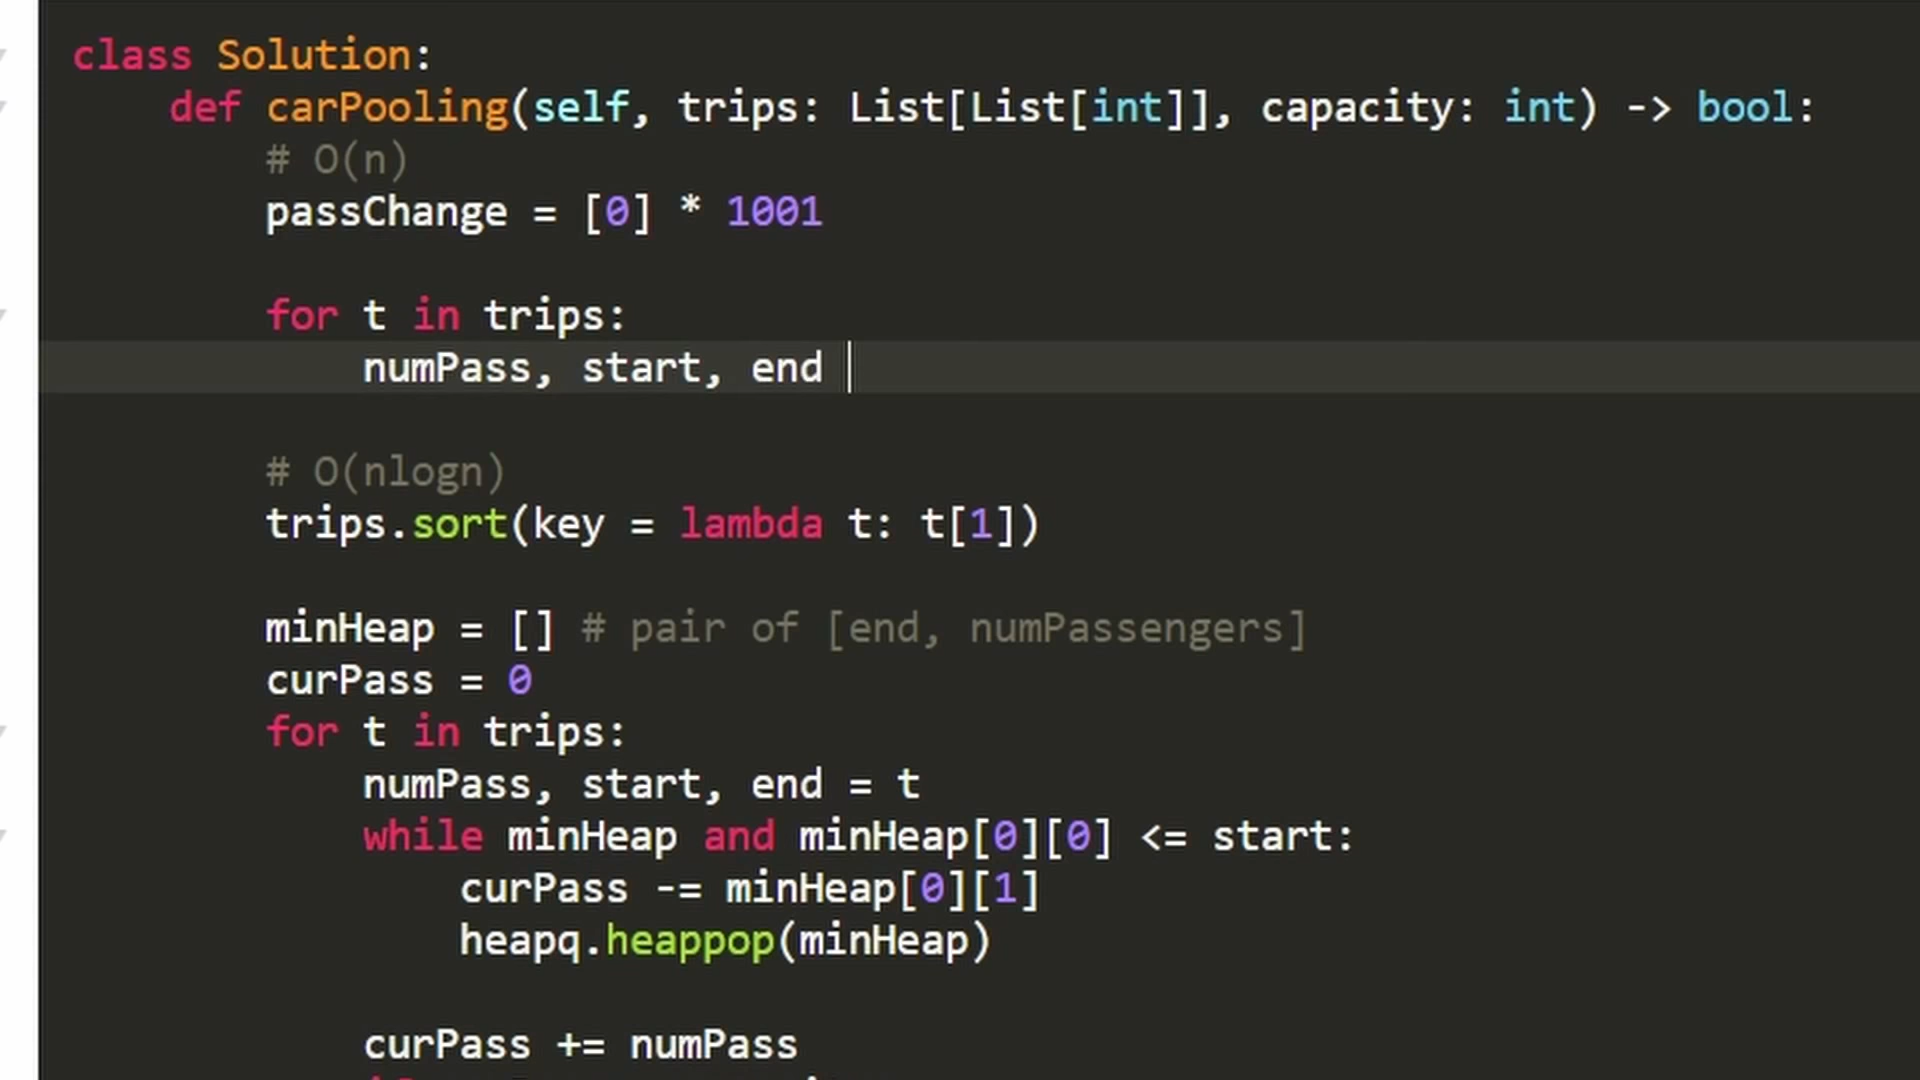 class Solution:
    def carPooling(self, trips: List[List[int]], capacity: int) -> bool:
        # O(n)
        passChange = [0] * 1001

        for t in trips:
            numPass, start, end

        # O(nlogn)
        trips.sort(key = lambda t: t[1])

        minHeap = [] # pair of [end, numPassengers]
        curPass = 0
        for t in trips:
            numPass, start, end = t
            while minHeap and minHeap[0][0] <= start:
                curPass -= minHeap[0][1]
                heapq.heappop(minHeap)

            curPass += numPass